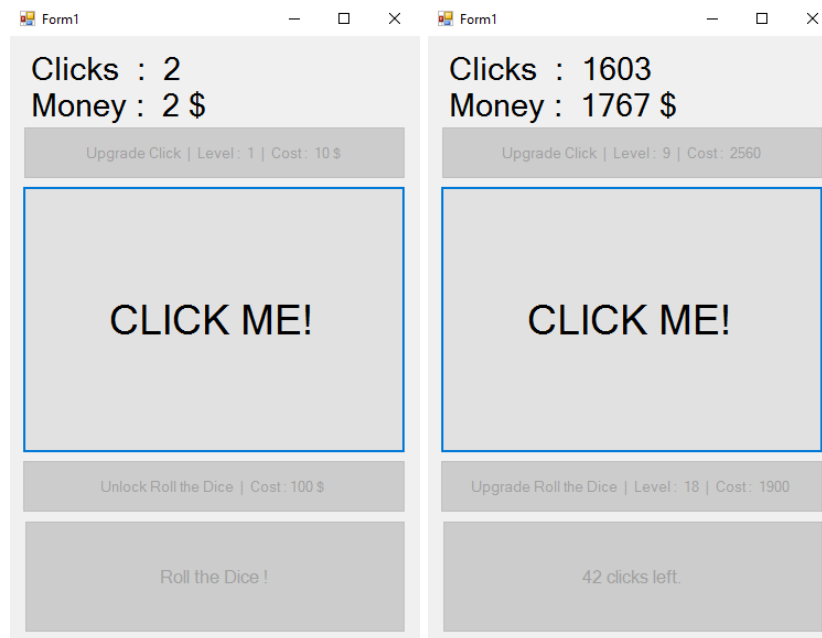 Form1
Clicks : 2
Money : 2 $
Upgrade Click | Level : 1 | Cost : 10 $
CLICK ME!
Unlock Roll the Dice | Cost : 100 $
Roll the Dice !
Form1
Clicks : 1603
Money : 1767 $
Upgrade Click | Level : 9 | Cost : 2560
CLICK ME!
Upgrade Roll the Dice | Level : 18 | Cost : 1900
42 clicks left.